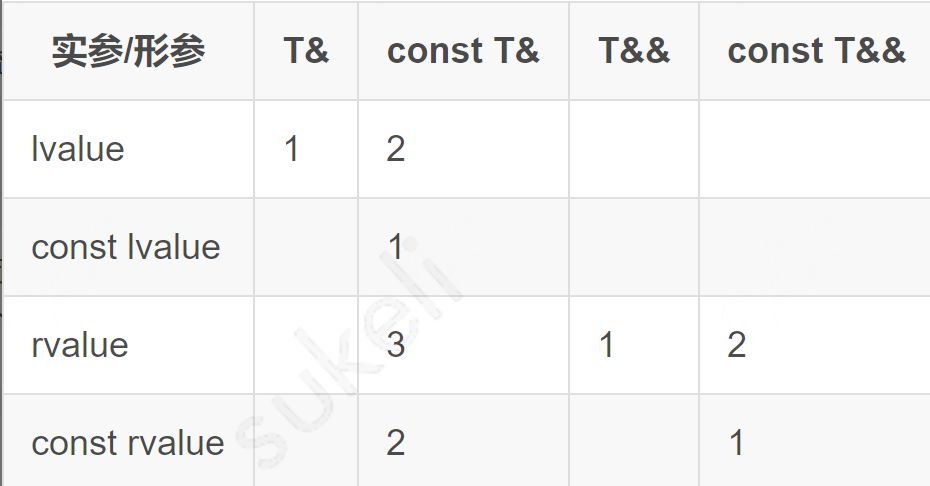 实参/形参 T& const T& T&& const T&&
lvalue 1 2
const lvalue 1
rvalue 3 1 2
const rvalue 2 1
sukeli